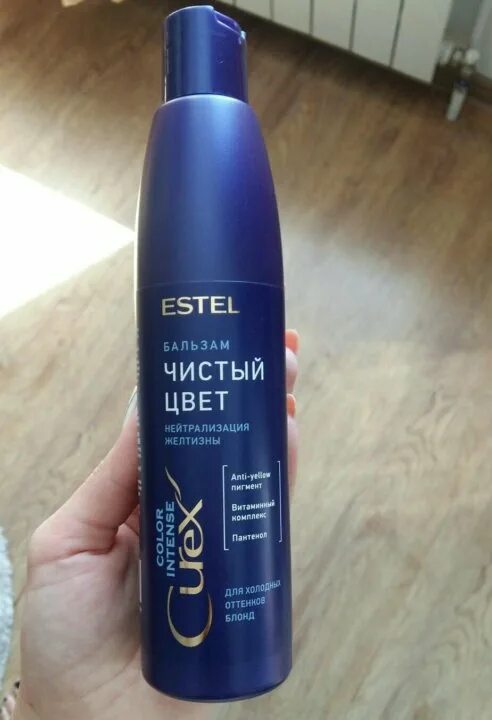 ESTEL
БАЛЬЗАМ
ЧИСТЫЙ
ЦВЕТ
НЕЙТРАЛИЗАЦИЯ
ЖЕЛТИЗНЫ
Anti-yellow
пигмент
Витаминный
комплекс
Пантенол
COLOR
INTENSE
Curex
ДЛЯ ХОЛОДНЫХ
ОТТЕНКОВ
БЛОНД